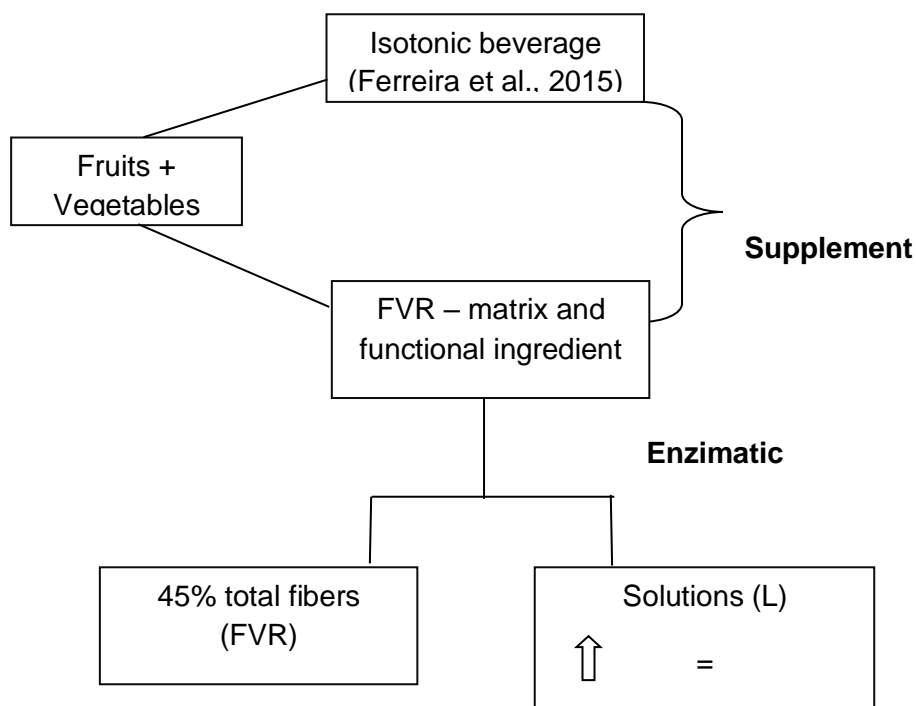 Isotonic beverage
(Ferreira et al., 2015)
Fruits +
Vegetables
Supplement
FVR – matrix and
functional ingredient
Enzimatic
45% total fibers
(FVR)
Solutions (L)
=